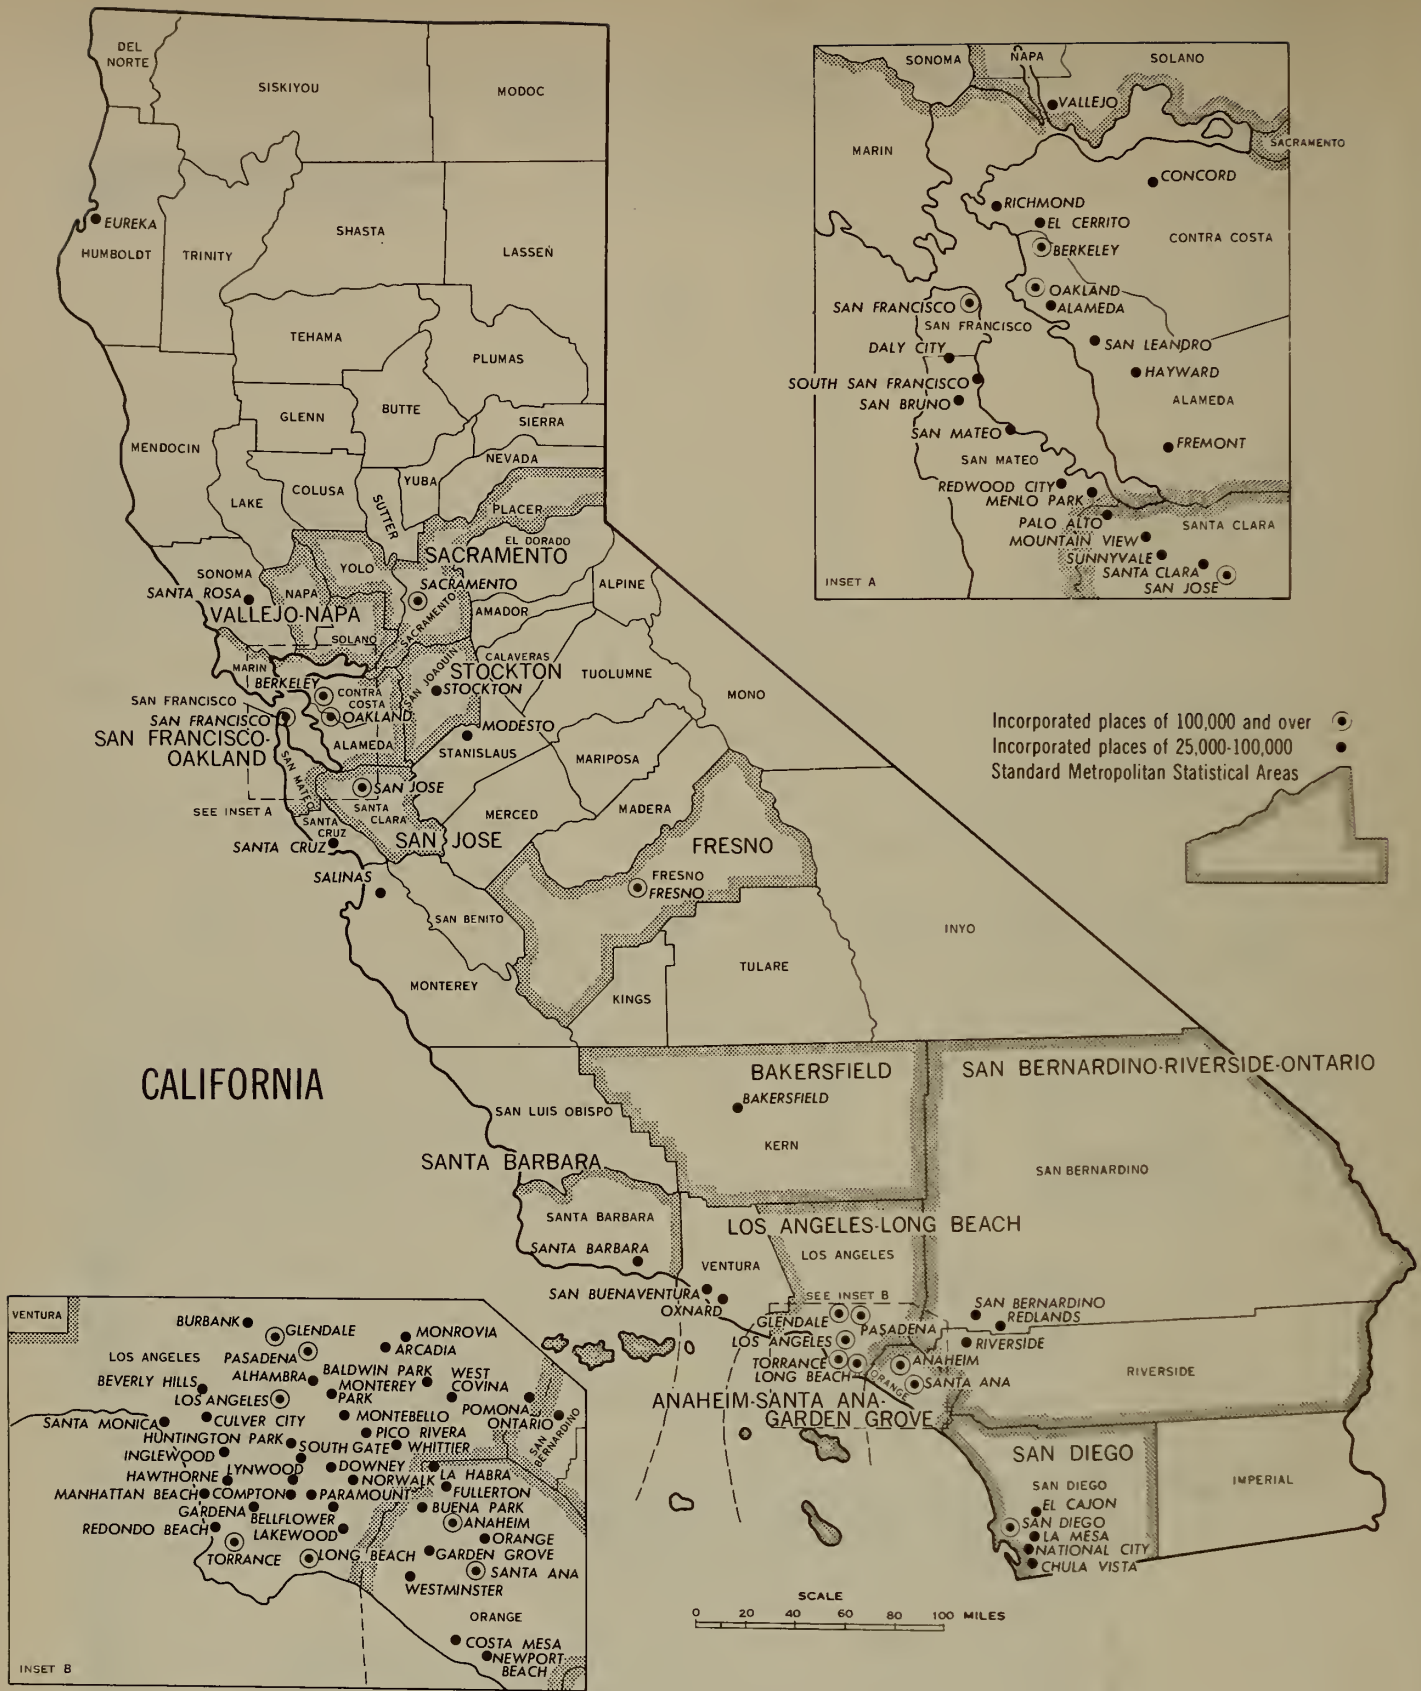 DEL
NORTE
SISKIYOU
MODOC
EUREKA
HUMBOLDT
TRINITY
SHASTA
LASSEN
TEHAMA
PLUMAS
GLENN
BUTTE
SIERRA
MENDOCIN
NEVADA
LAKE
COLUSA
YUBA
SUTTER
PLACER
EL DORADO
SACRAMENTO
YOLO
SONOMA
NAPA
SACRAMENTO
SANTA ROSA
ALPINE
VALLEJO-NAPA
AMADOR
SACRAMENTO
SOLANO
MARIN
CALAVERAS
SAN JOAQUIN
STOCKTON
TUOLUMNE
BERKELEY
CONTRA
COSTA
STOCKTON
MONO
SAN FRANCISCO
SAN FRANCISCO
OAKLAND
MODESTO
SAN FRANCISCO-
OAKLAND
ALAMEDA
STANISLAUS
MARIPOSA
SAN MATEO
SAN JOSE
SEE INSET A
SANTA
CLARA
MERCED
MADERA
SANTA
CRUZ
SAN JOSE
FRESNO
SANTA CRUZ
SALINAS
FRESNO
FRESNO
SAN BENITO
INYO
TULARE
MONTEREY
KINGS
CALIFORNIA
BAKERSFIELD
SAN BERNARDINO-RIVERSIDE-ONTARIO
BAKERSFIELD
SAN LUIS OBISPO
KERN
SANTA BARBARA
SAN BERNARDINO
SANTA BARBARA
LOS ANGELES-LONG BEACH
SANTA BARBARA
LOS ANGELES
VENTURA
SAN BUENAVENTURA
OXNARD
SEE INSET B
SAN BERNARDINO
REDLANDS
GLENDALE
PASADENA
LOS ANGELES
RIVERSIDE
TORRANCE
LONG BEACH
ANAHEIM
ORANGE
SANTA ANA
RIVERSIDE
ANAHEIM-SANTA ANA-
GARDEN GROVE
SAN DIEGO
SAN DIEGO
IMPERIAL
EL CAJON
SAN DIEGO
LA MESA
NATIONAL CITY
CHULA VISTA
SCALE
0 20 40 60 80 100 MILES
SONOMA
NAPA
SOLANO
VALLEJO
SACRAMENTO
MARIN
CONCORD
RICHMOND
EL CERRITO
CONTRA COSTA
BERKELEY
OAKLAND
SAN FRANCISCO
ALAMEDA
SAN FRANCISCO
DALY CITY
SAN LEANDRO
SOUTH SAN FRANCISCO
HAYWARD
SAN BRUNO
ALAMEDA
SAN MATEO
FREMONT
SAN MATEO
REDWOOD CITY
MENLO PARK
PALO ALTO
SANTA CLARA
MOUNTAIN VIEW
SUNNYVALE
SANTA CLARA
SAN JOSE
INSET A
Incorporated places of 100,000 and over
Incorporated places of 25,000-100,000
Standard Metropolitan Statistical Areas
VENTURA
BURBANK
GLENDALE
MONROVIA
ARCADIA
LOS ANGELES
PASADENA
ALHAMBRA
BALDWIN PARK
WEST
COVINA
BEVERLY HILLS
MONTEREY
PARK
LOS ANGELES
POMONA
SANTA MONICA
CULVER CITY
MONTEBELLO
ONTARIO
HUNTINGTON PARK
PICO RIVERA
SAN
BERNARDINO
INGLEWOOD
SOUTH GATE
WHITTIER
HAWTHORNE
LYNWOOD
DOWNEY
LA HABRA
NORWALK
MANHATTAN BEACH
COMPTON
PARAMOUNT
FULLERTON
GARDENA
BUENA PARK
BELLFLOWER
REDONDO BEACH
LAKEWOOD
ANAHEIM
ORANGE
TORRANCE
LONG BEACH
GARDEN GROVE
SANTA ANA
WESTMINSTER
ORANGE
COSTA MESA
NEWPORT
BEACH
INSET B